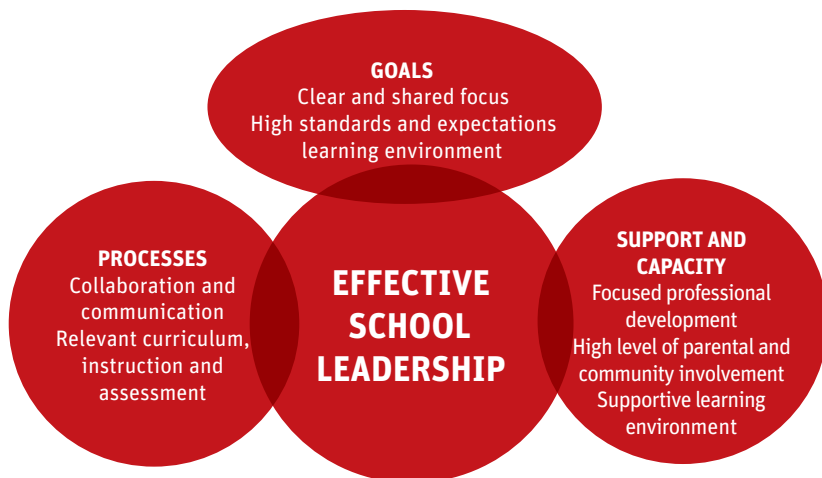 GOALS
Clear and shared focus
High standards and expectations
learning environment
PROCESSES
Collaboration and
communication
Relevant curriculum,
instruction and
assessment
EFFECTIVE
SCHOOL
LEADERSHIP
SUPPORT AND
CAPACITY
Focused professional
development
High level of parental and
community involvement
Supportive learning
environment